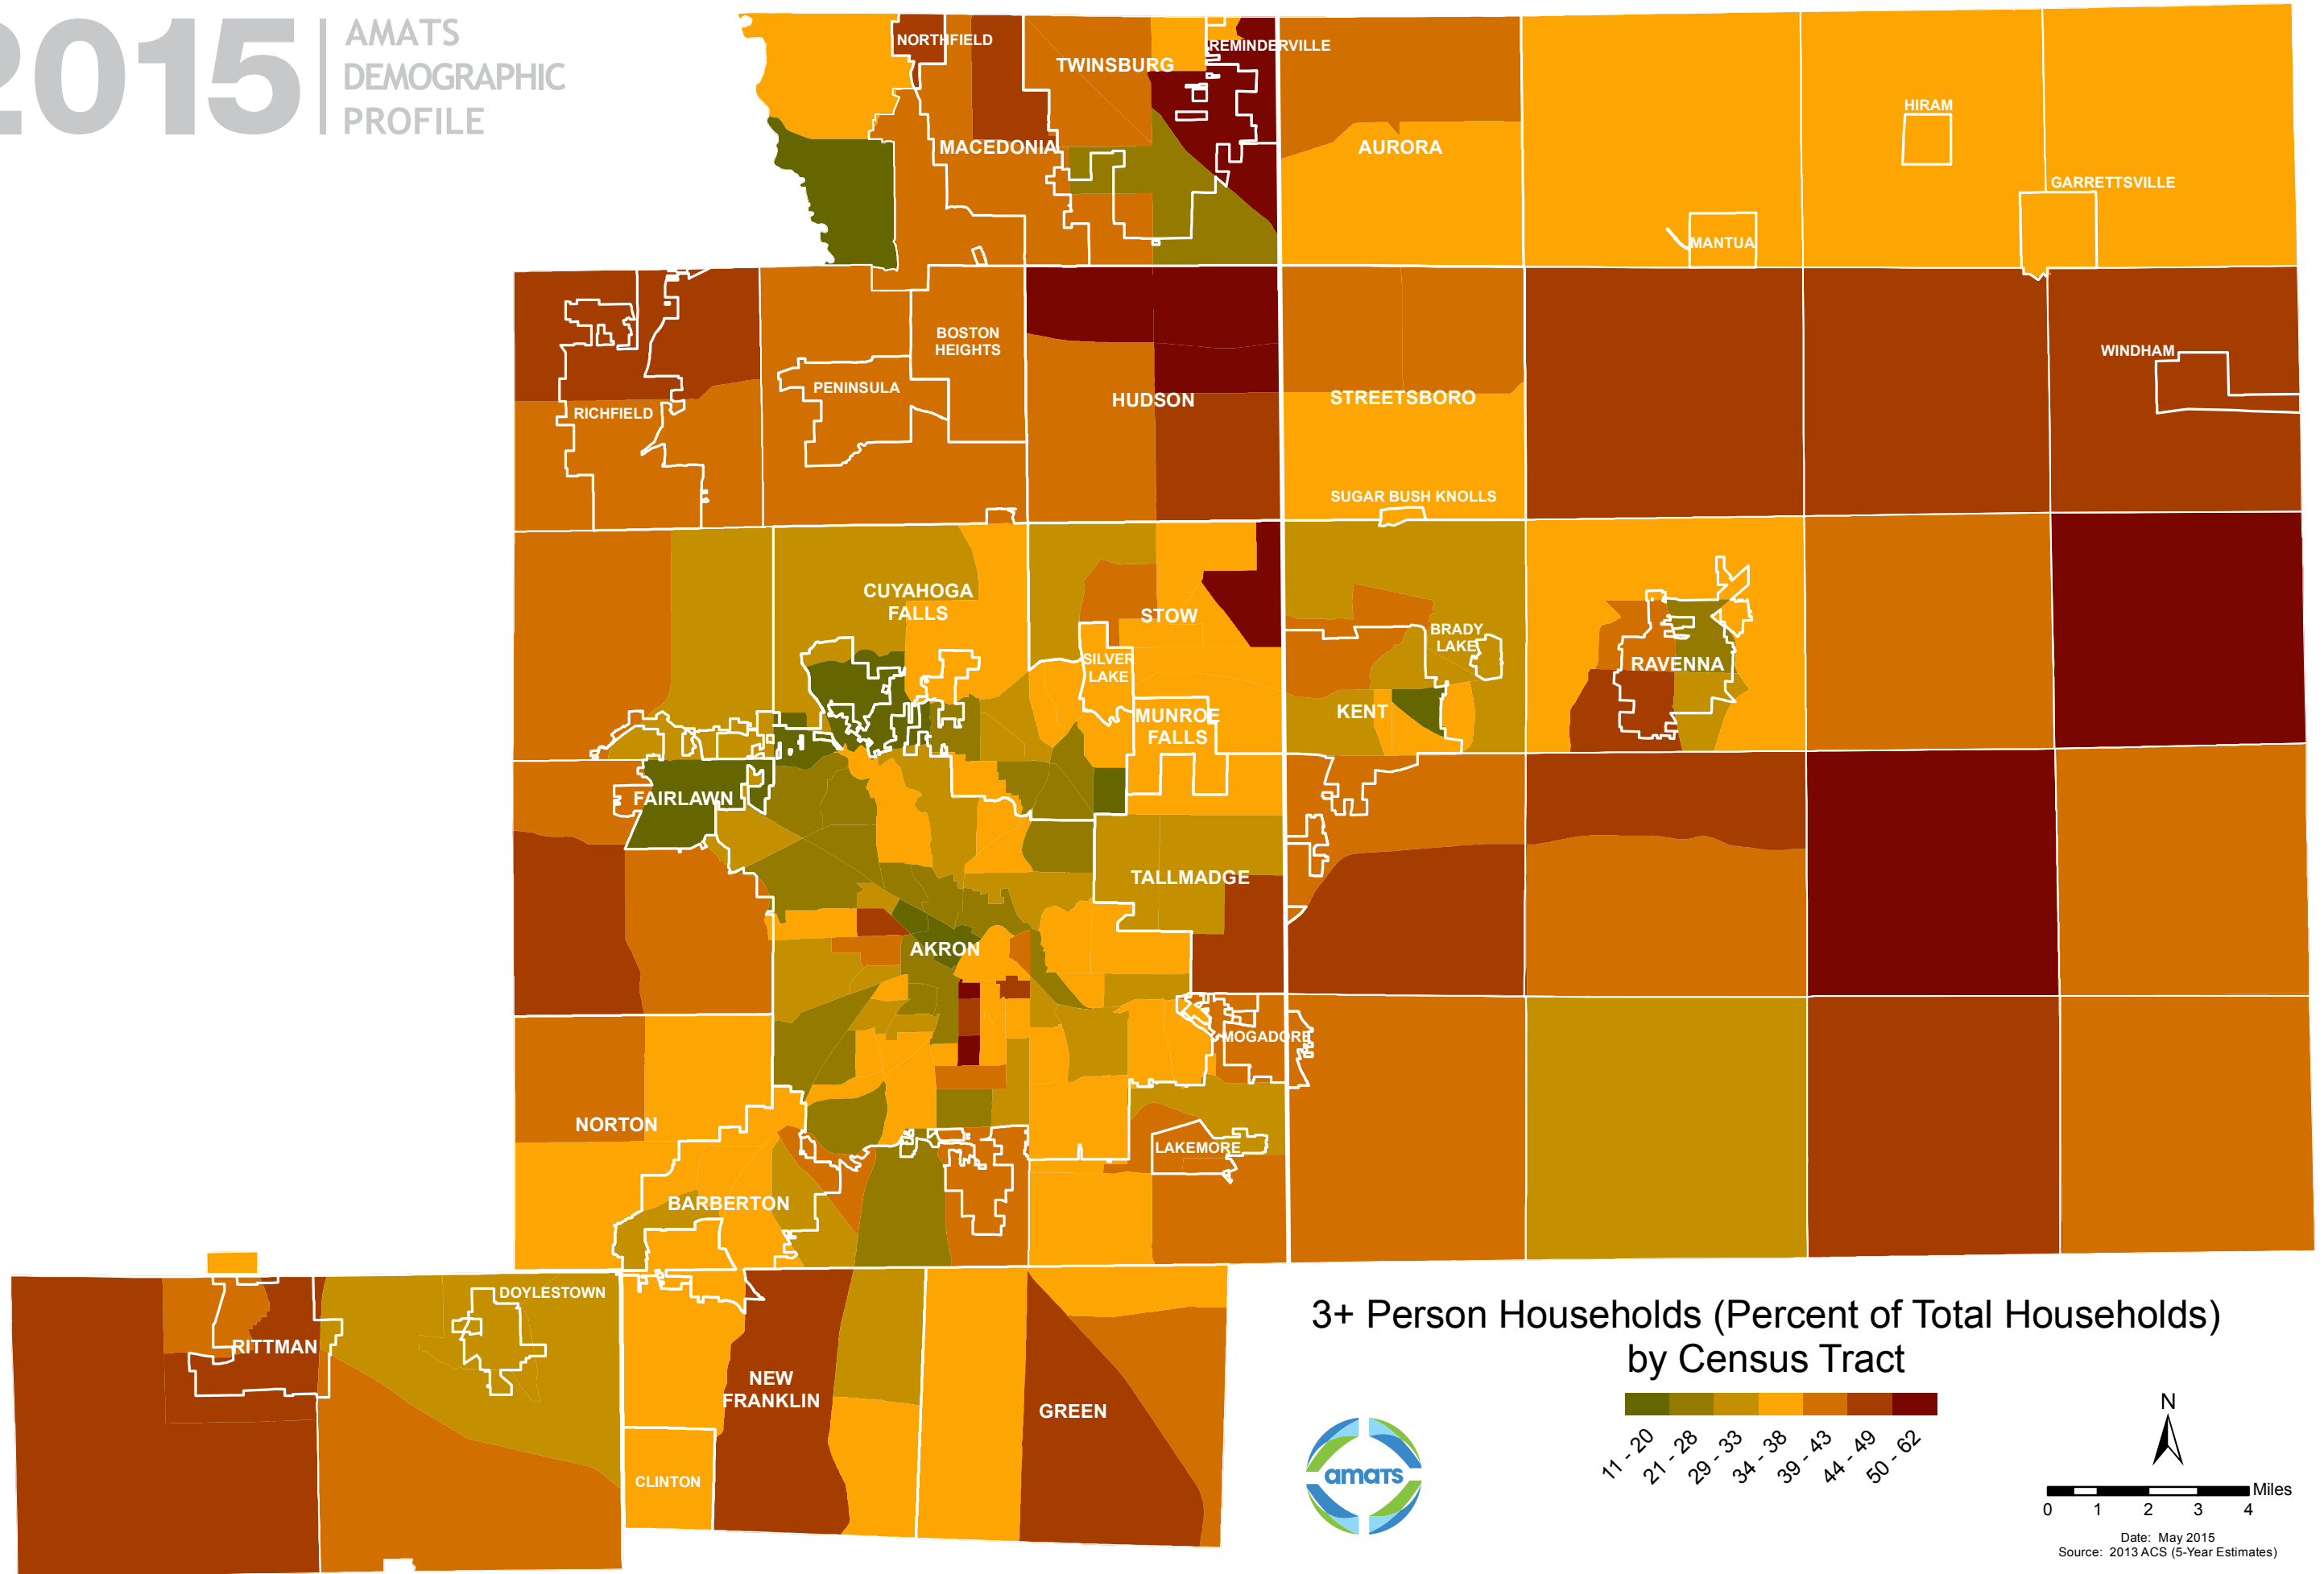 2015
AMATS
DEMOGRAPHIC
PROFILE
NORTHFIELD
REMINDERVILLE
TWINSBURG
HIRAM
MACEDONIA
AURORA
GARRETTSVILLE
MANTUA
BOSTON
HEIGHTS
WINDHAM
PENINSULA
HUDSON
STREETSBORO
RICHFIELD
SUGAR BUSH KNOLLS
CUYAHOGA
FALLS
STOW
BRADY
LAKE
SILVER
LAKE
RAVENNA
KENT
MUNROE
FALLS
FAIRLAWN
TALLMADGE
AKRON
MOGADORE
NORTON
LAKEMORE
BARBERTON
DOYLESTOWN
RITTMAN
NEW
FRANKLIN
GREEN
CLINTON
3+ Person Households (Percent of Total Households)
by Census Tract
11 - 20
21 - 28
29 - 33
34 - 38
39 - 43
44 - 49
50 - 62
amats
N
Miles
0 1 2 3 4
Date: May 2015
Source: 2013 ACS (5-Year Estimates)